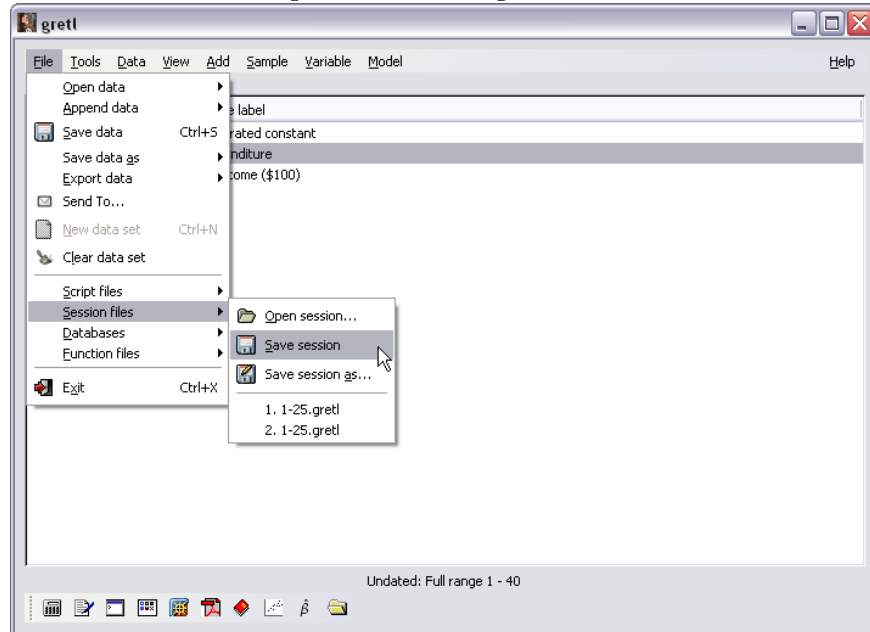 gretl
File Tools Data View Add Sample Variable Model Help
Open data
Append data
Save data Ctrl+S
Save data as
Export data
Send To...
New data set Ctrl+N
Clear data set
Script files
Session files
Databases
Function files
Exit Ctrl+X
label
rated constant
nditure
come ($100)
Open session...
Save session
Save session as...
1. 1-25.gretl
2. 1-25.gretl
Undated: Full range 1 - 40
β̂